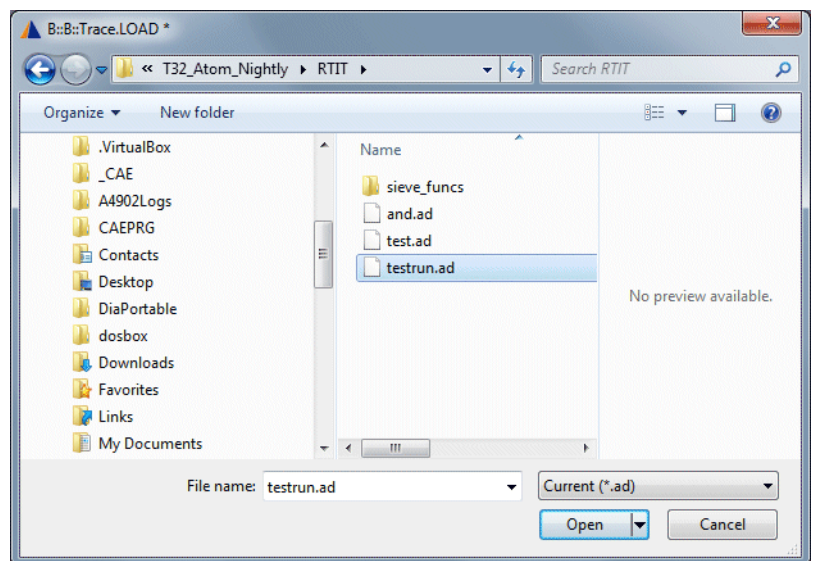 B::B::Trace.LOAD *
« T32_Atom_Nightly RTIT
Search RTIT
Organize New folder
.VirtualBox
_CAE
A4902Logs
CAEPRG
Contacts
Desktop
DiaPortable
dosbox
Downloads
Favorites
Links
My Documents
Name
sieve_funcs
and.ad
test.ad
testrun.ad
No preview available.
File name: testrun.ad
Current (*.ad)
Open Cancel